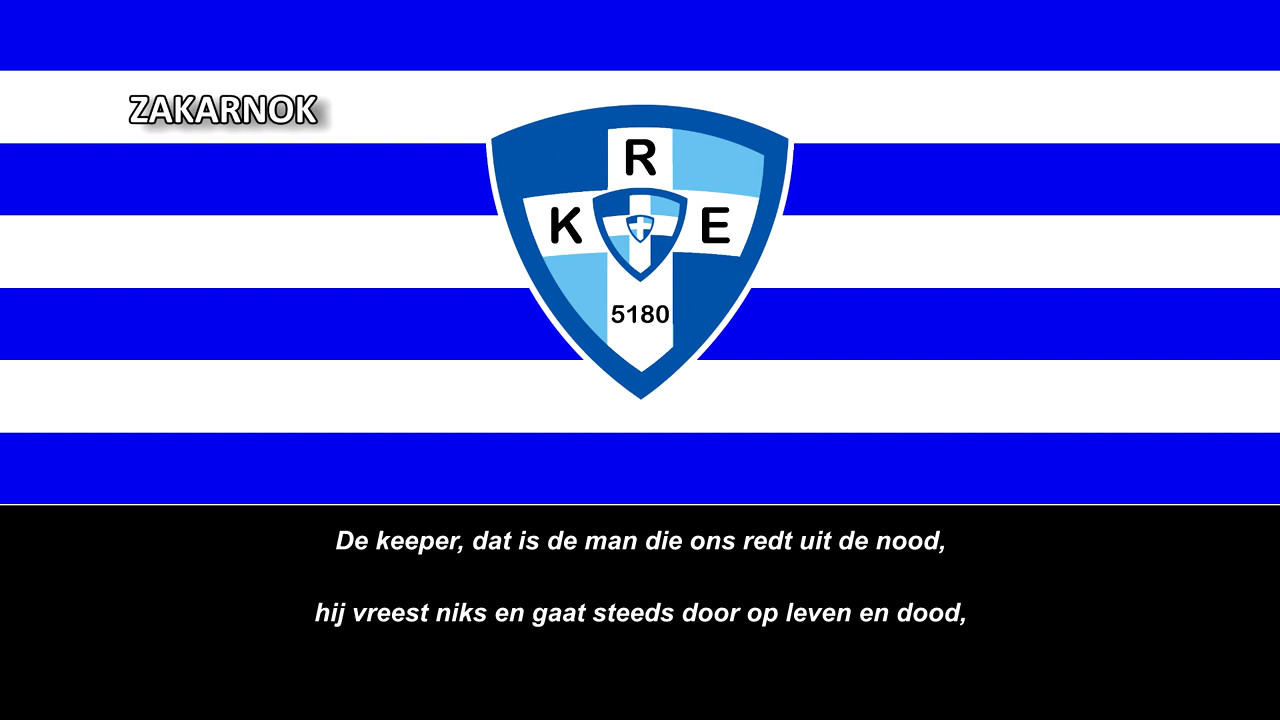 ZAKARNOK
R
K E
5180
De keeper, dat is de man die ons redt uit de nood,
hij vreest niks en gaat steeds door op leven en dood,